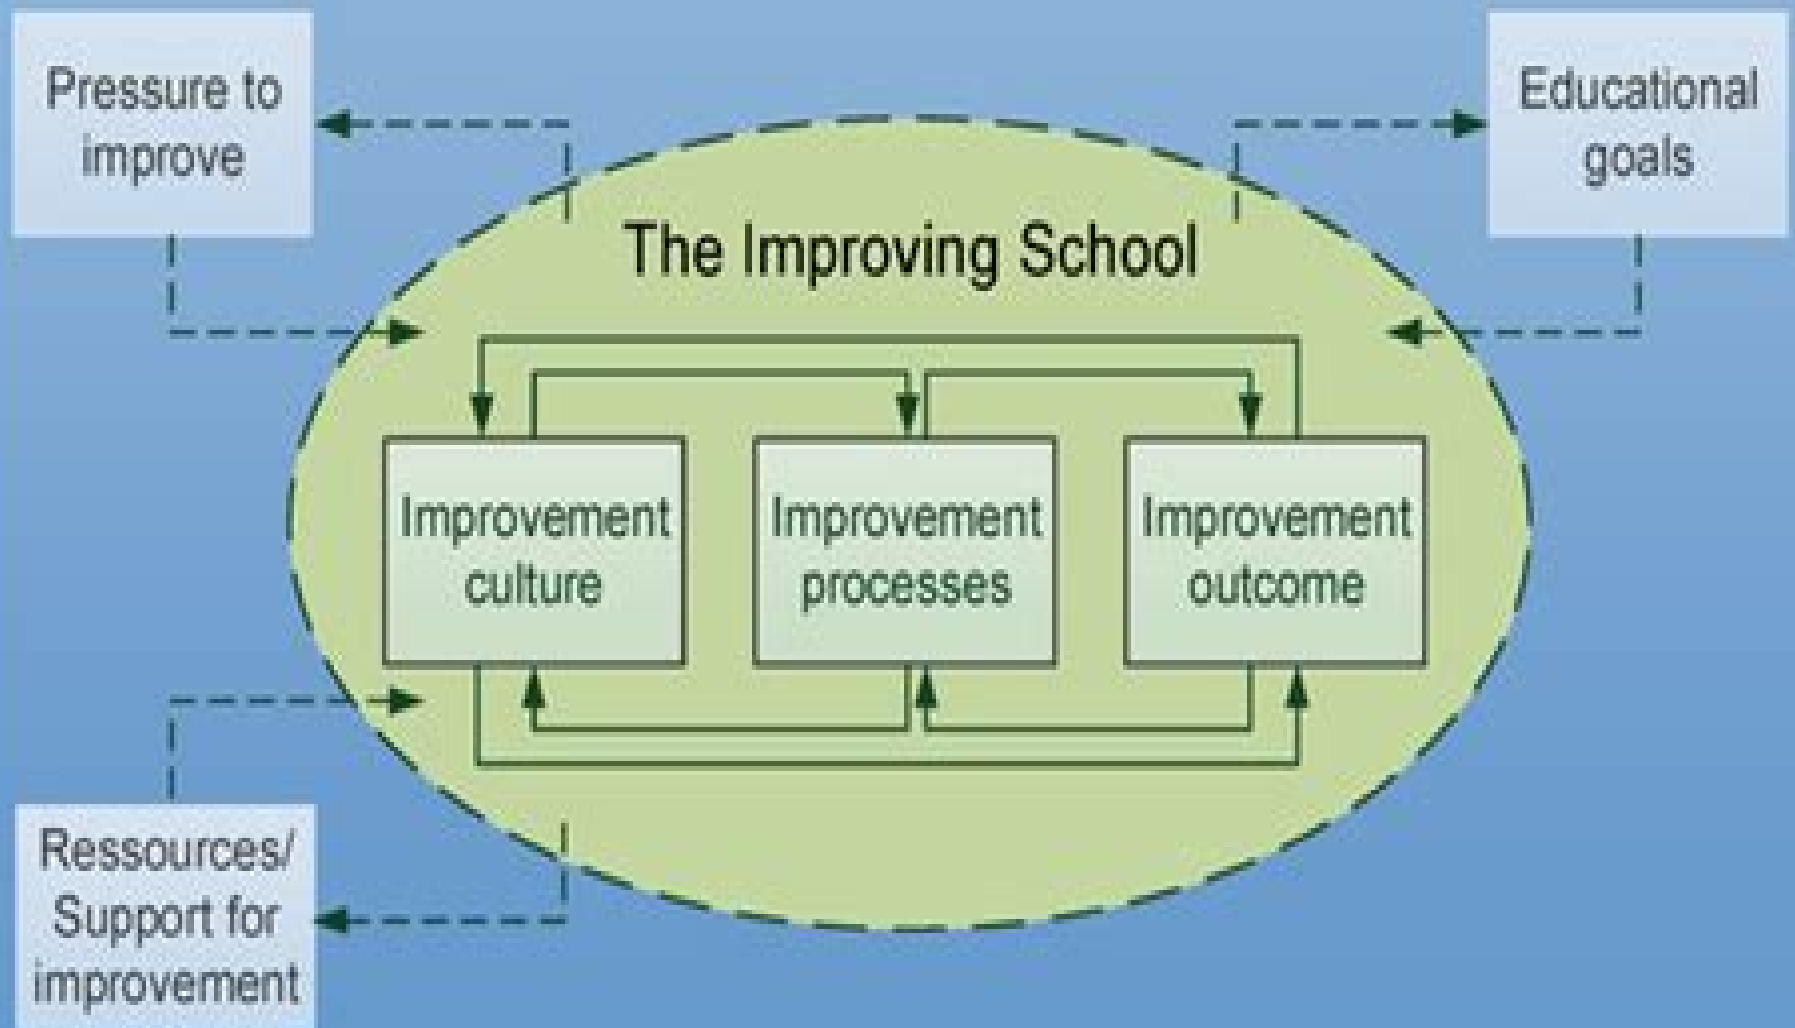 Pressure to
improve
Educational
goals
The Improving School
Improvement
culture
Improvement
processes
Improvement
outcome
Ressources/
Support for
improvement